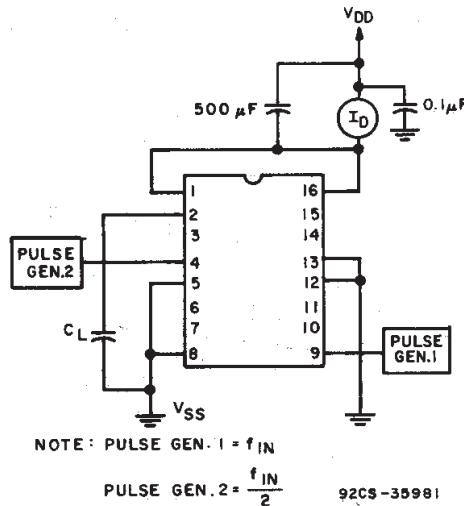 VDD
500 µF
ID
0.1µF
1 16
2 15
3 14
PULSE GEN.2
4 13
5 12
6 11
7 10
CL
8 9
PULSE GEN.1
VSS
NOTE: PULSE GEN. 1 = fIN
PULSE GEN. 2 = fIN/2
92CS-35981